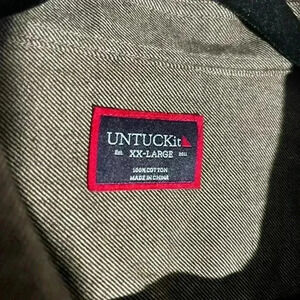 UNTUCKit
Est. XX-LARGE 2011
100% COTTON
MADE IN CHINA